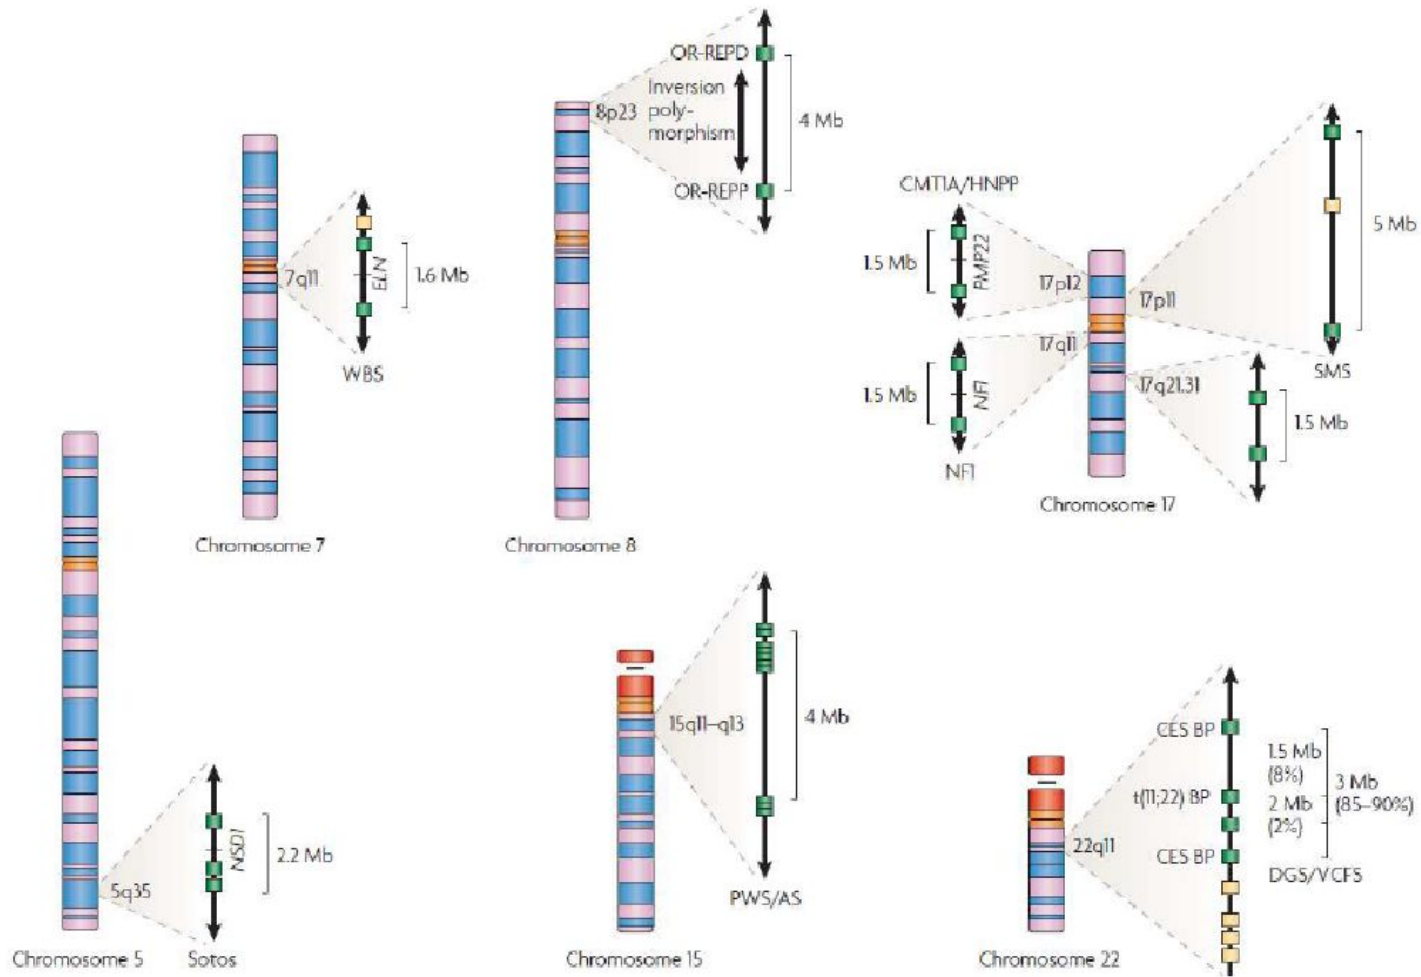 OR-REPD
Inversion
poly-
morphism
8p23
4 Mb
OR-REPP
7q11
ELN
1.6 Mb
WBS
Chromosome 7
Chromosome 8
CMT1A/HNPP
1.5 Mb
PMP22
17p12
17p11
5 Mb
SMS
17q11
1.5 Mb
NF1
NF1
17q21.31
1.5 Mb
Chromosome 17
5q35
NSD1
2.2 Mb
Chromosome 5
Sotos
15q11–q13
4 Mb
PWS/AS
Chromosome 15
22q11
CES BP
t(11;22) BP
CES BP
1.5 Mb
(8%)
2 Mb
(2%)
3 Mb
(85–90%)
DGS/VCFS
Chromosome 22